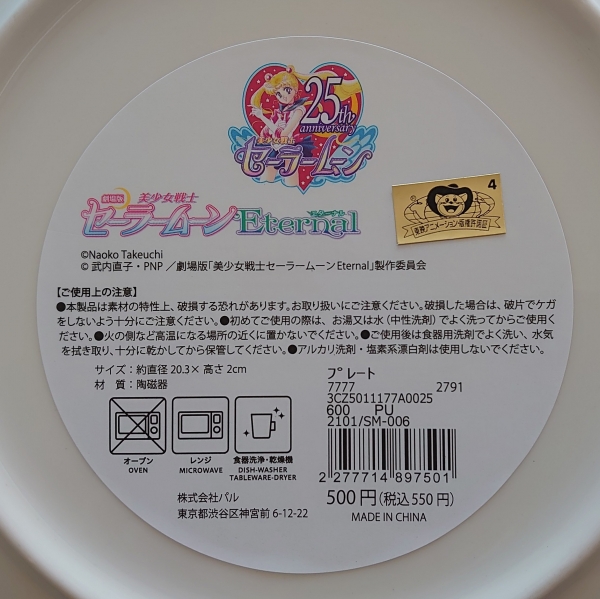 25th
anniversary
美少女戦士
セーラームーン
劇場版
美少女戦士
セーラームーンEternal
エターナル
4
東映アニメーション・版権許諾証
©Naoko Takeuchi
© 武内直子・PNP／劇場版「美少女戦士セーラームーンEternal」製作委員会
【ご使用上の注意】
●本製品は素材の特性上、破損する恐れがあります。お取り扱いにご注意ください。破損した場合は、破片でケガ
をしないよう十分にご注意ください。●初めてご使用の際は、お湯又は水（中性洗剤）でよく洗ってからご使用くだ
さい。●火の側など高温になる場所の近くに置かないでください。●ご使用後は食器用洗剤でよく洗い、水気
を拭き取り、十分に乾かしてから保管してください。●アルカリ洗剤・塩素系漂白剤は使用しないでください。
サイズ：約直径 20.3× 高さ 2cm
材　質：陶磁器
オーブン
OVEN
レンジ
MICROWAVE
食器洗浄・乾燥機
DISH-WASHER
TABLEWARE-DRYER
株式会社パル
東京都渋谷区神宮前 6-12-22
プレート
7777 2791
3CZ5011177A0025
600 PU
2101/SM-006
2 277714 897501
500円(税込 550円)
MADE IN CHINA